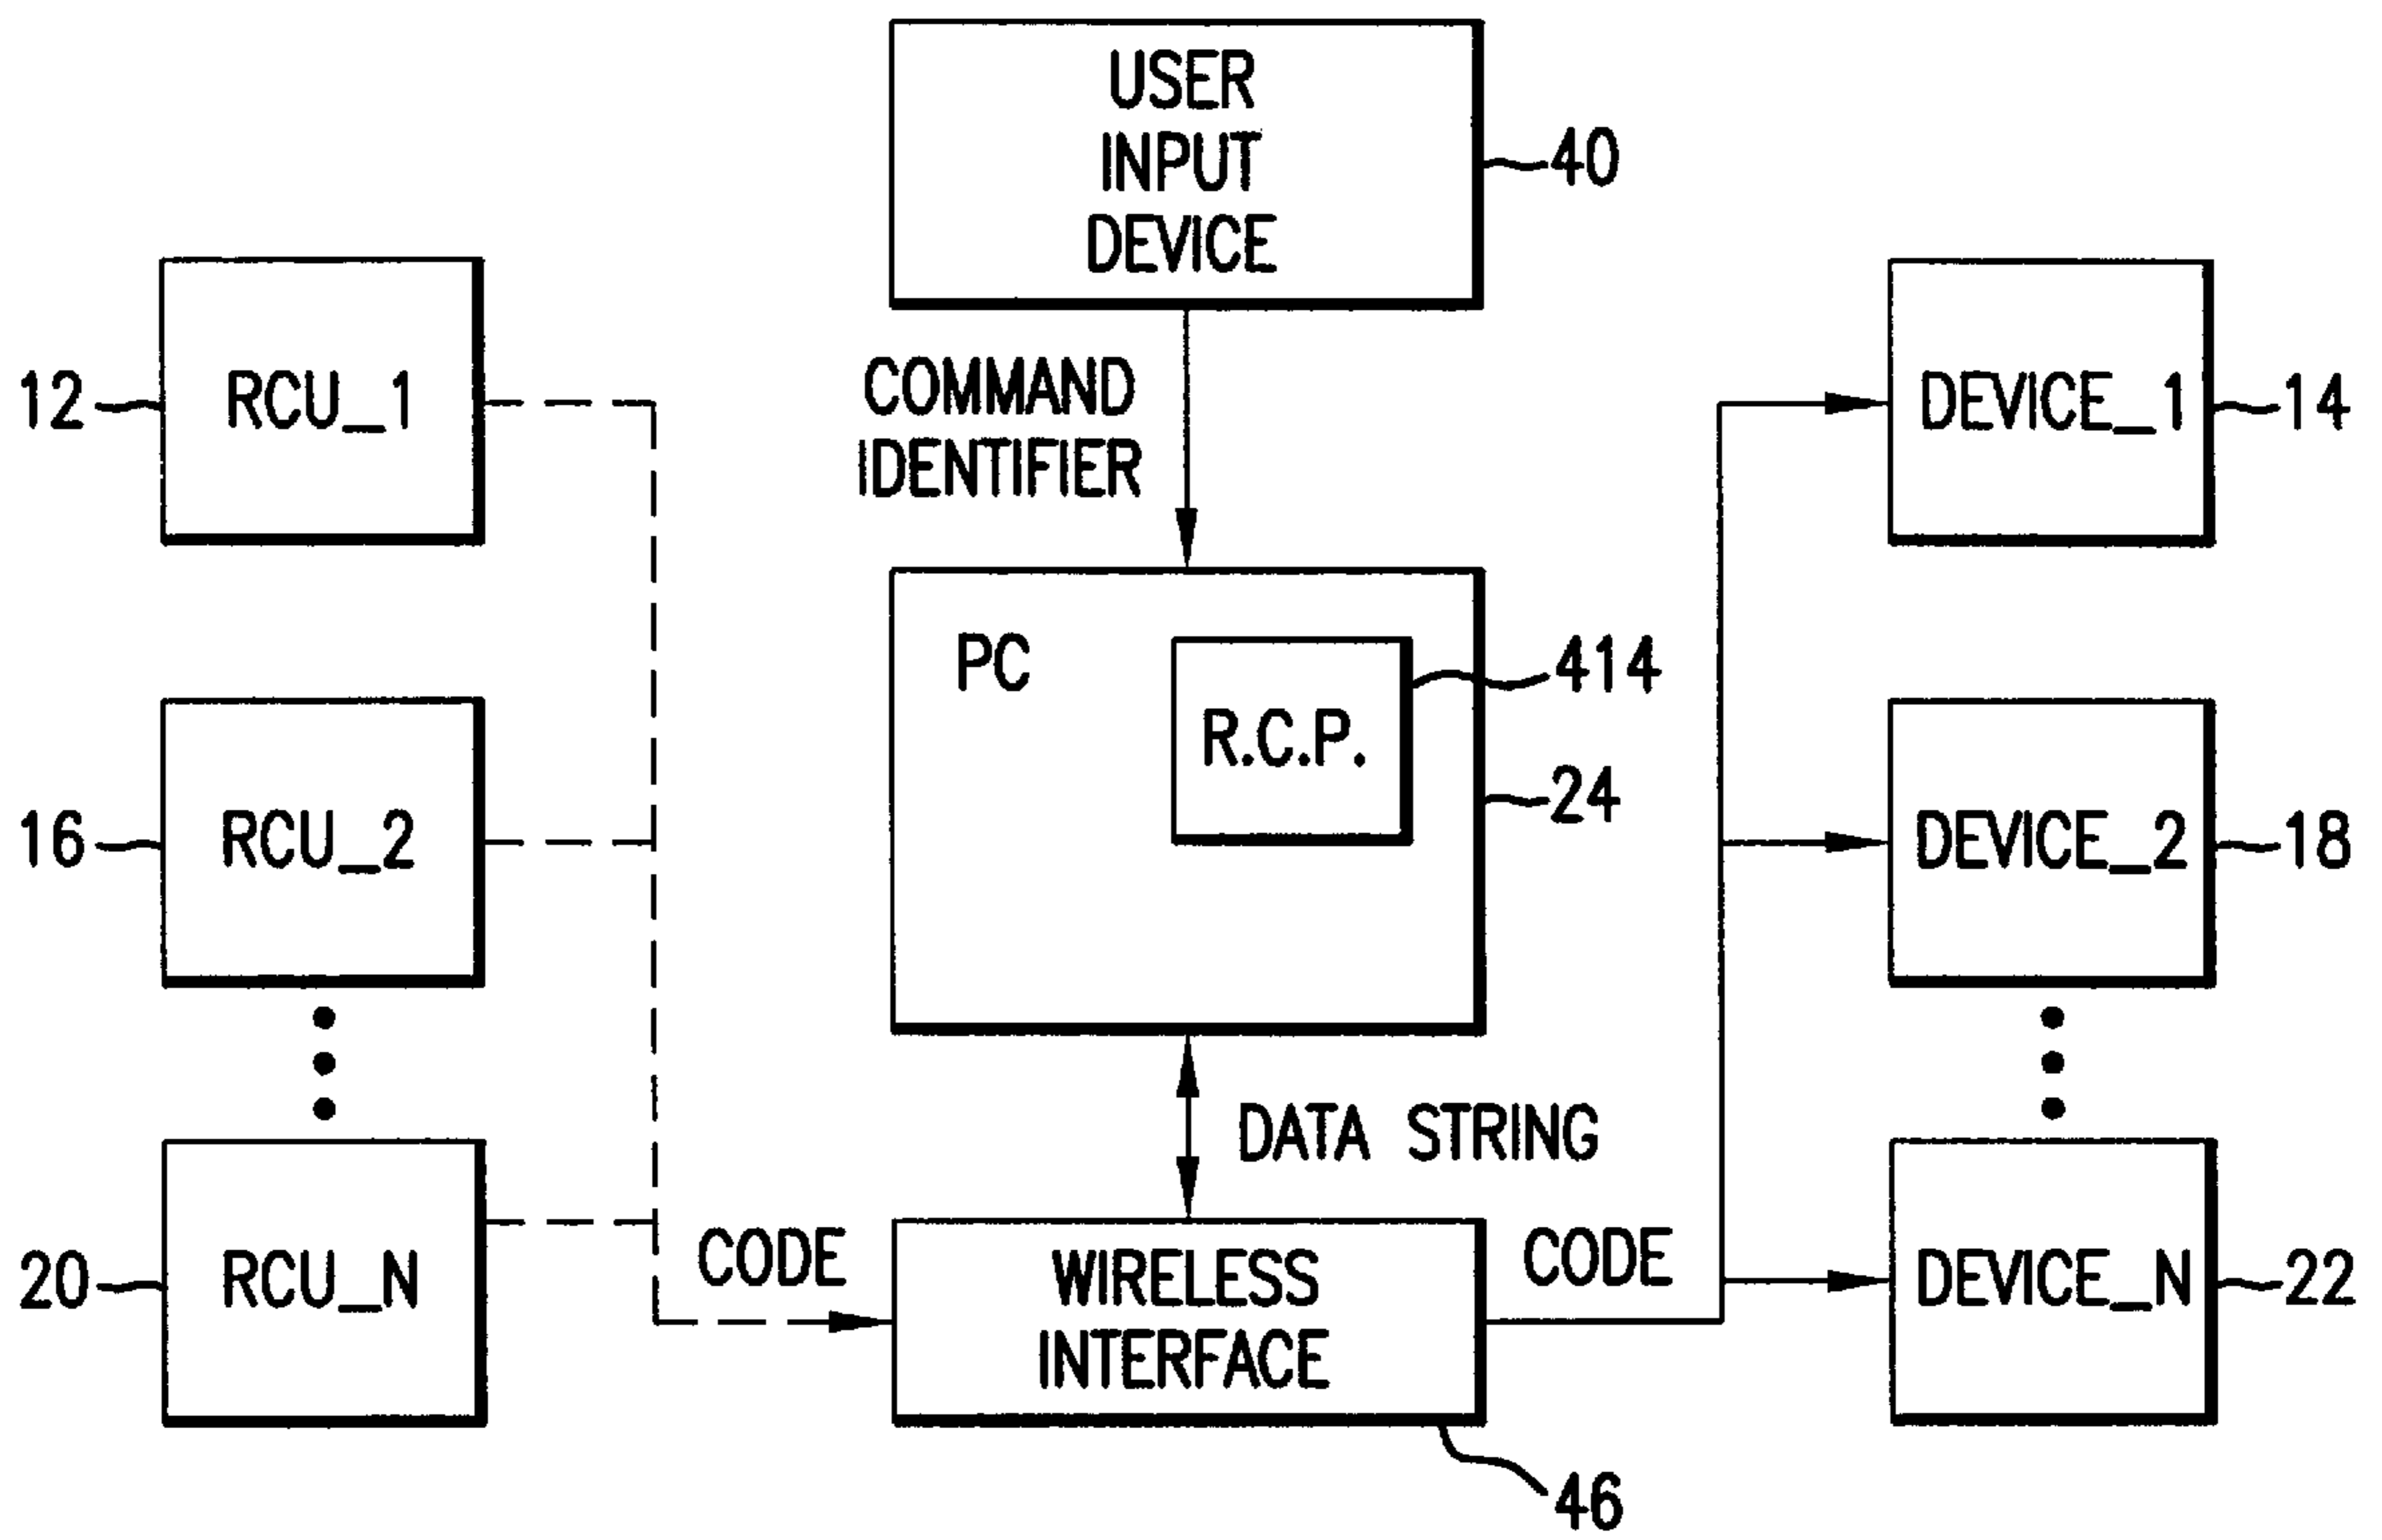 USER
INPUT
DEVICE
40
12
RCU_1
COMMAND
IDENTIFIER
DEVICE_1
14
PC
R.C.P.
414
24
16
RCU_2
DEVICE_2
18
DATA STRING
20
RCU_N
CODE
WIRELESS
INTERFACE
CODE
DEVICE_N
22
46